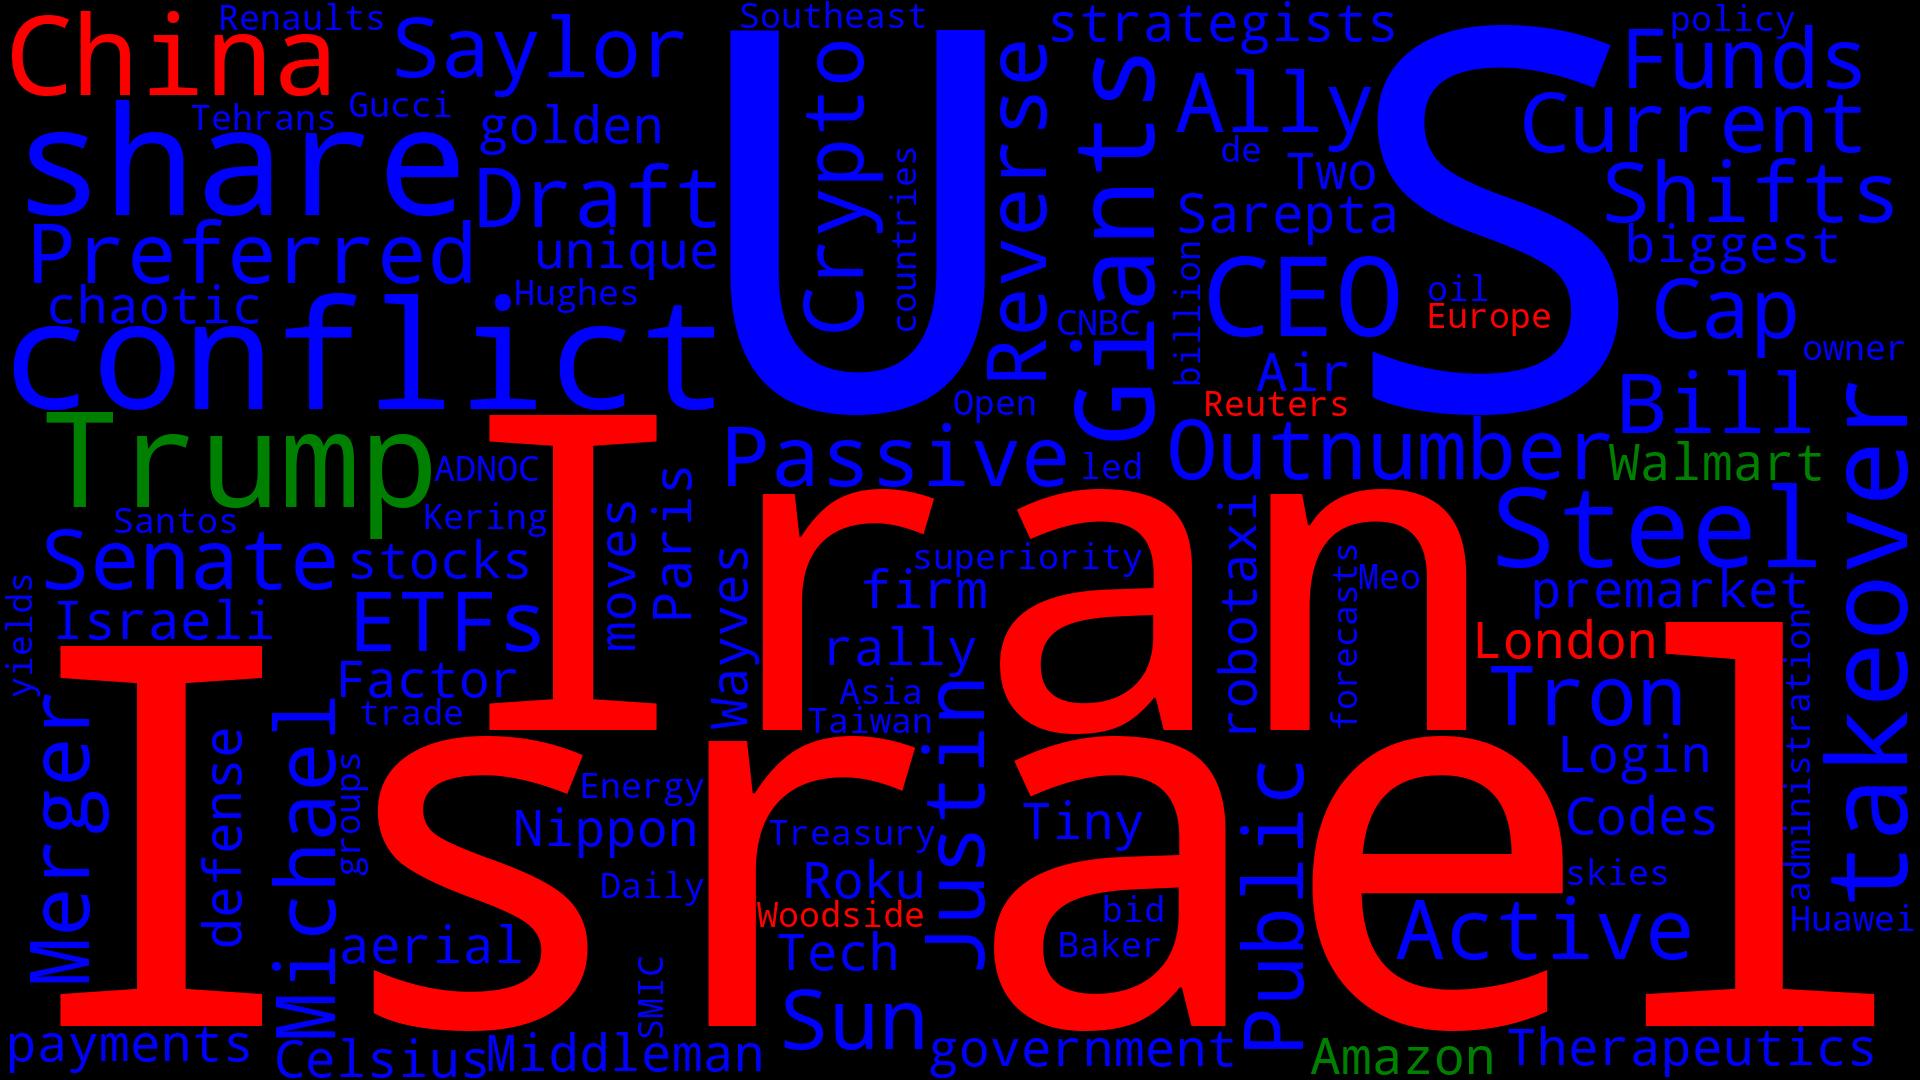 China
Renaults
Saylor
Southeast
strategists
policy
Funds
Tehrans
Gucci
golden
U
S
Crypto
countries
Reverse
Giants
Ally
de
Two
Current
share
Draft
Sarepta
Shifts
Preferred
unique
biggest
chaotic
Hughes
CNBC
billion
CEO
oil
Europe
Cap
owner
conflict
Air
Open
Reuters
Bill
Trump
Iran
Passive
led
Outnumber
Walmart
takeover
ADNOC
Santos
Kering
Senate
stocks
moves
Paris
Wayves
superiority
firm
robotaxi
forecasts
Meo
Steel
premarket
yields
Israeli
ETFs
rally
London
Factor
trade
Asia
Taiwan
Tron
administration
Israel
Merger
defense
Michael
groups
Energy
Nippon
Treasury
Justin
Tiny
Public
Login
Codes
Daily
Roku
skies
Woodside
bid
Active
Huawei
aerial
SMIC
Tech
Baker
Sun
payments
Celsius
Middleman
government
Amazon
Therapeutics